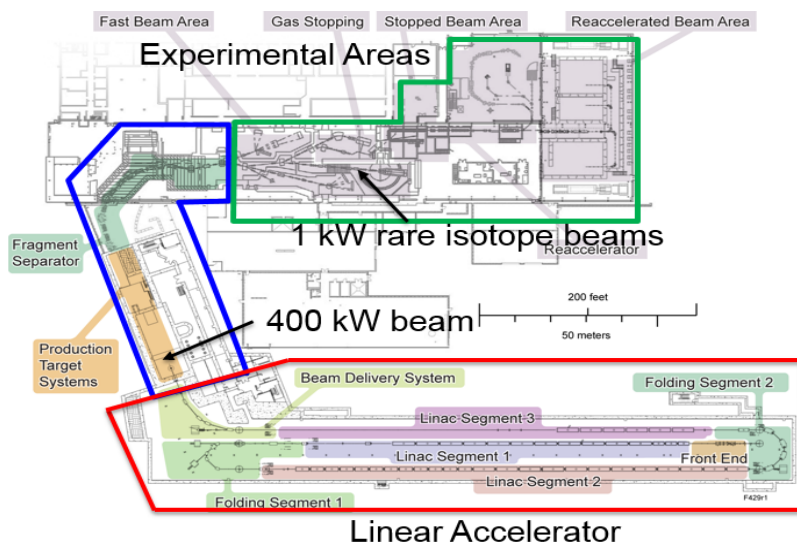 Fast Beam Area
Gas Stopping
Stopped Beam Area
Reaccelerated Beam Area
Experimental Areas
1 kW rare isotope beams
Reaccelerator
Fragment
Separator
200 feet
50 meters
400 kW beam
Production
Target
Systems
Beam Delivery System
Folding Segment 2
Linac Segment 3
Linac Segment 1
Front End
Linac Segment 2
Folding Segment 1
F429r1
Linear Accelerator